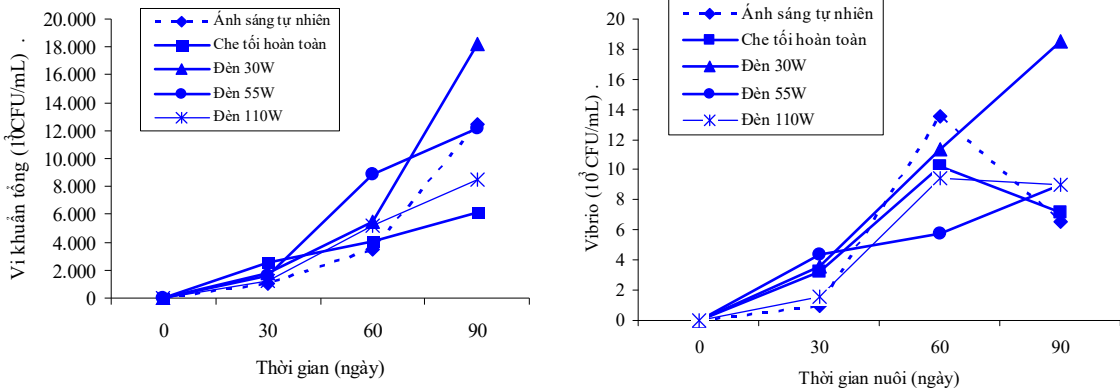 20.000
18.000
16.000
14.000
12.000
10.000
8.000
6.000
4.000
2.000
0
Vi khuẩn tổng (10³CFU/mL) .
Ánh sáng tự nhiên
Che tối hoàn toàn
Đèn 30W
Đèn 55W
Đèn 110W
0 30 60 90
Thời gian (ngày)
20
18
16
14
12
10
8
6
4
2
0
Vibrio (10³ CFU/mL) .
Ánh sáng tự nhiên
Che tối hoàn toàn
Đèn 30W
Đèn 55W
Đèn 110W
0 30 60 90
Thời gian nuôi (ngày)